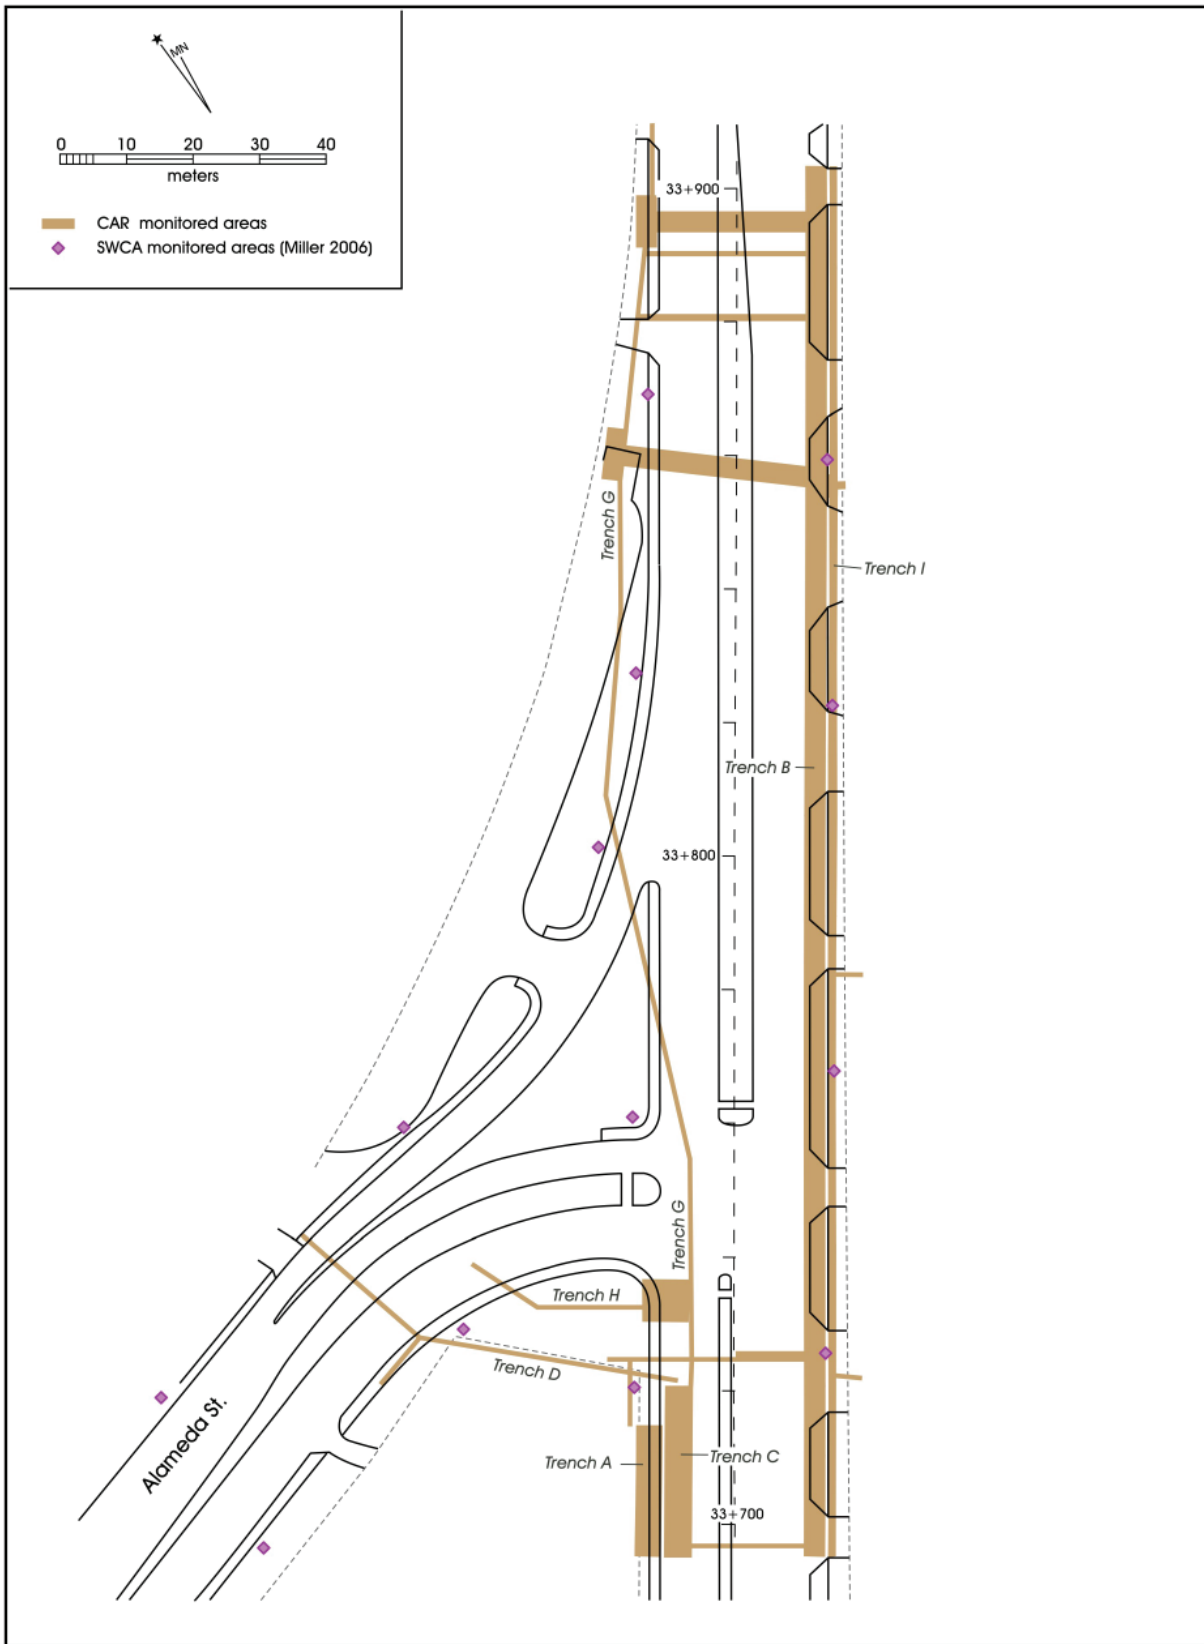 MN
0 10 20 30 40
meters
CAR monitored areas
SWCA monitored areas (Miller 2006)
33+900
Trench G
Trench I
Trench B
33+800
Trench G
Trench H
Trench D
Alameda St.
Trench A
Trench C
33+700